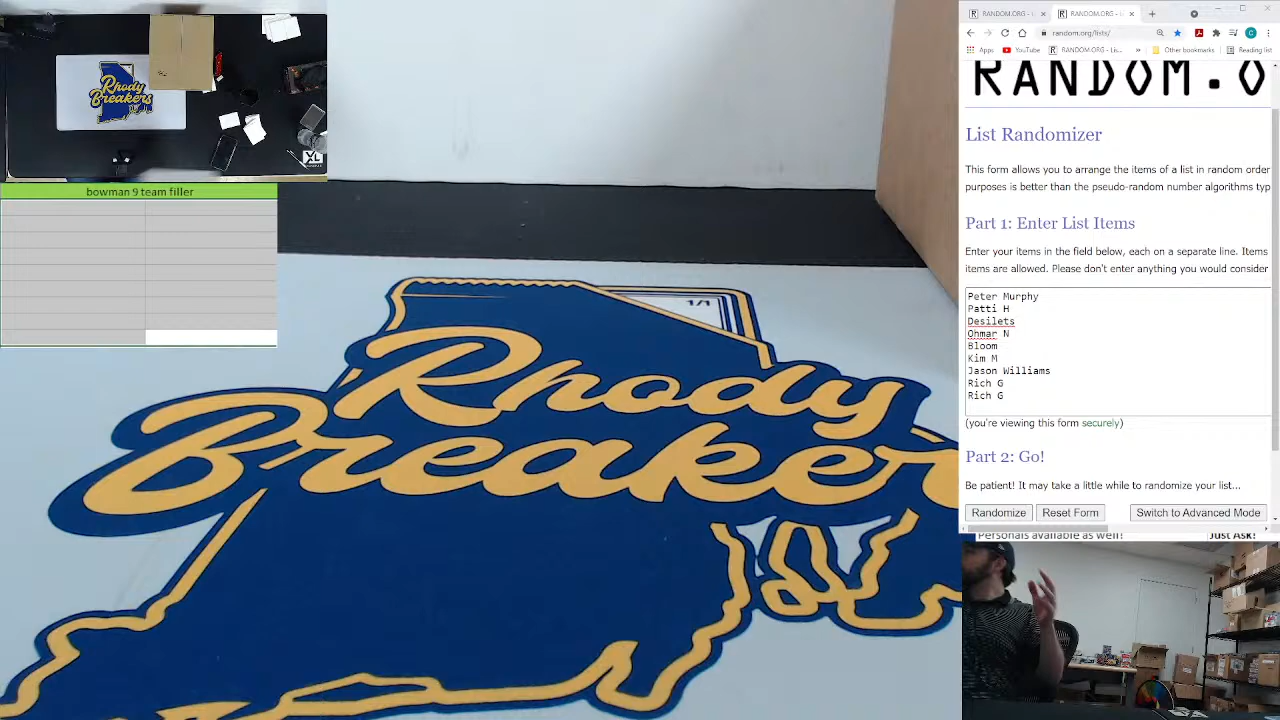 Rhody
Breakers
XL
bowman 9 team filler
1/1
Rhody
Breaker
RANDOM.ORG - L
RANDOM.ORG - L
random.org/lists/
Apps
YouTube
RANDOM.ORG - Lis...
Other bookmarks
Reading list
RANDOM.O
List Randomizer
This form allows you to arrange the items of a list in random order
purposes is better than the pseudo-random number algorithms typ
Part 1: Enter List Items
Enter your items in the field below, each on a separate line. Items
items are allowed. Please don't enter anything you would consider
Peter Murphy
Patti H
Desilets
Ohmar N
Bloom
Kim M
Jason Williams
Rich G
Rich G
(you're viewing this form securely)
Part 2: Go!
Be patient! It may take a little while to randomize your list...
Randomize
Reset Form
Switch to Advanced Mode
Personals available as well!
Just Ask!